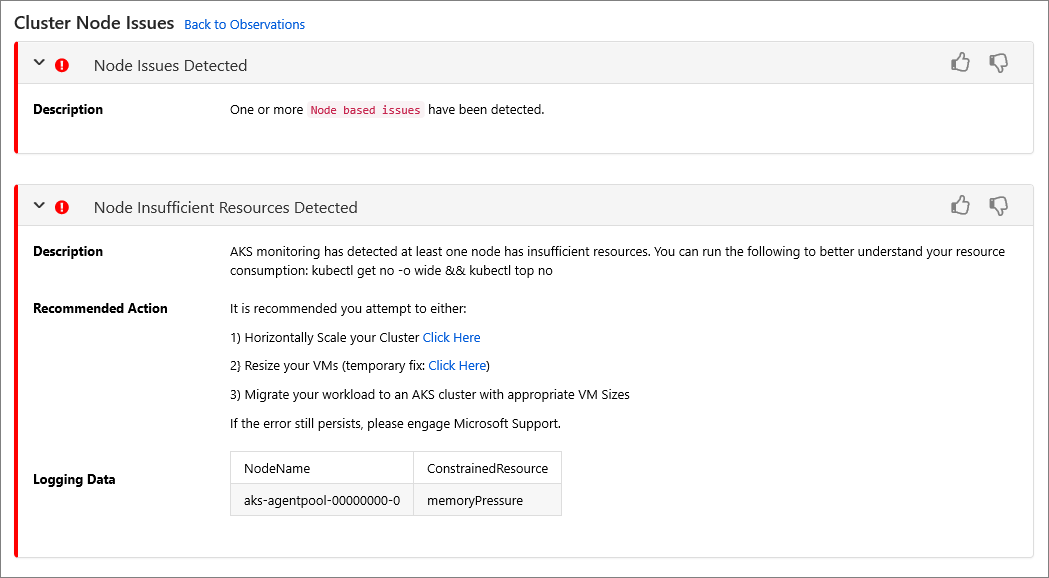 Cluster Node Issues Back to Observations
Node Issues Detected
Description One or more Node based issues have been detected.
Node Insufficient Resources Detected
Description AKS monitoring has detected at least one node has insufficient resources. You can run the following to better understand your resource
consumption: kubectl get no -o wide && kubectl top no
Recommended Action It is recommended you attempt to either:
1) Horizontally Scale your Cluster Click Here
2} Resize your VMs (temporary fix: Click Here)
3) Migrate your workload to an AKS cluster with appropriate VM Sizes
If the error still persists, please engage Microsoft Support.
Logging Data
NodeName ConstrainedResource
aks-agentpool-00000000-0 memoryPressure